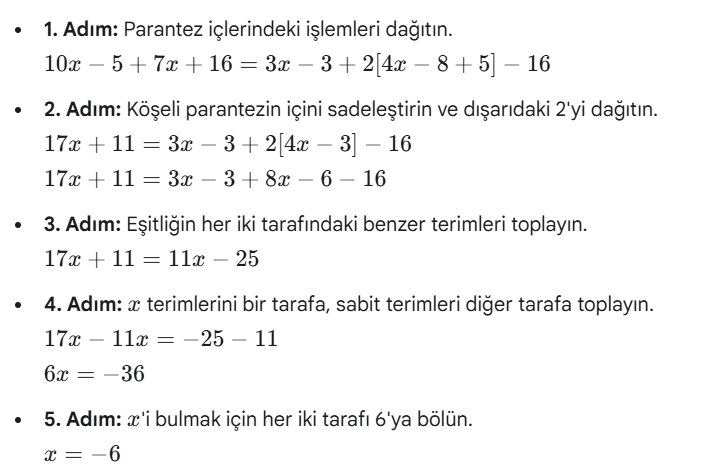 • 1. Adım: Parantez içlerindeki işlemleri dağıtın.
10x − 5 + 7x + 16 = 3x − 3 + 2[4x − 8 + 5] − 16
• 2. Adım: Köşeli parantezin içini sadeleştirin ve dışarıdaki 2'yi dağıtın.
17x + 11 = 3x − 3 + 2[4x − 3] − 16
17x + 11 = 3x − 3 + 8x − 6 − 16
• 3. Adım: Eşitliğin her iki tarafındaki benzer terimleri toplayın.
17x + 11 = 11x − 25
• 4. Adım: x terimlerini bir tarafa, sabit terimleri diğer tarafa toplayın.
17x − 11x = −25 − 11
6x = −36
• 5. Adım: x'i bulmak için her iki tarafı 6'ya bölün.
x = −6